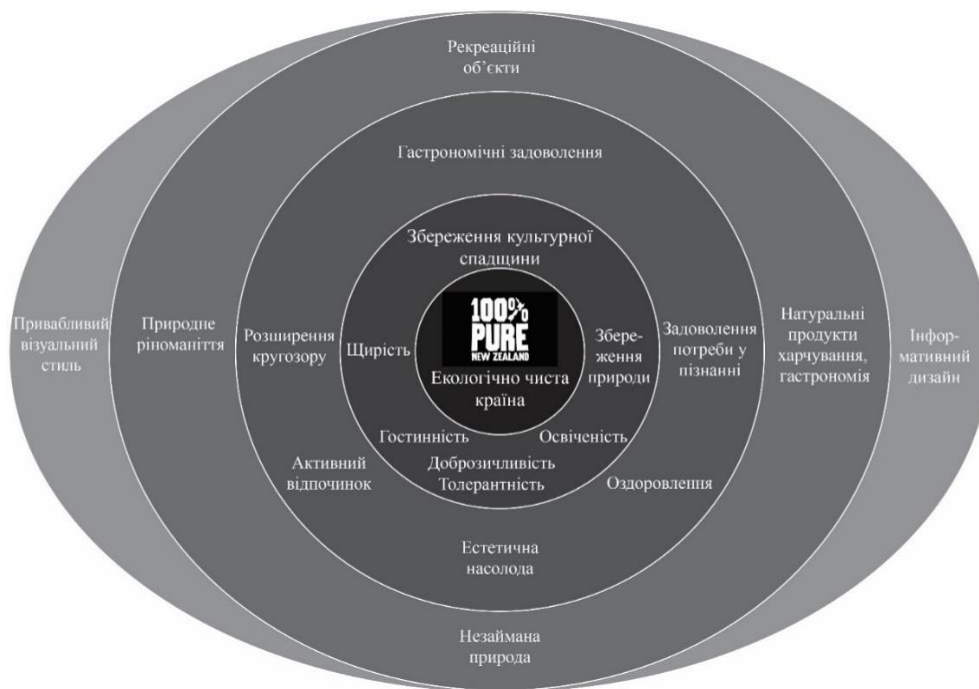 Рекреаційні
об’єкти
Гастрономічні задоволення
Збереження культурної
спадщини
Привабливий
візуальний
стиль
Природне
ріноманіття
Розширення
кругозору
Щирість
100%
PURE
NEW ZEALAND
Екологічно чиста
країна
Збере-
ження
природи
Задоволення
потреби у
пізнанні
Натуральні
продукти
харчування,
гастрономія
Інфор-
мативний
дизайн
Гостинність
Освіченість
Доброзичливість
Толерантність
Активний
відпочинок
Оздоровлення
Естетична
насолода
Незаймана
природа